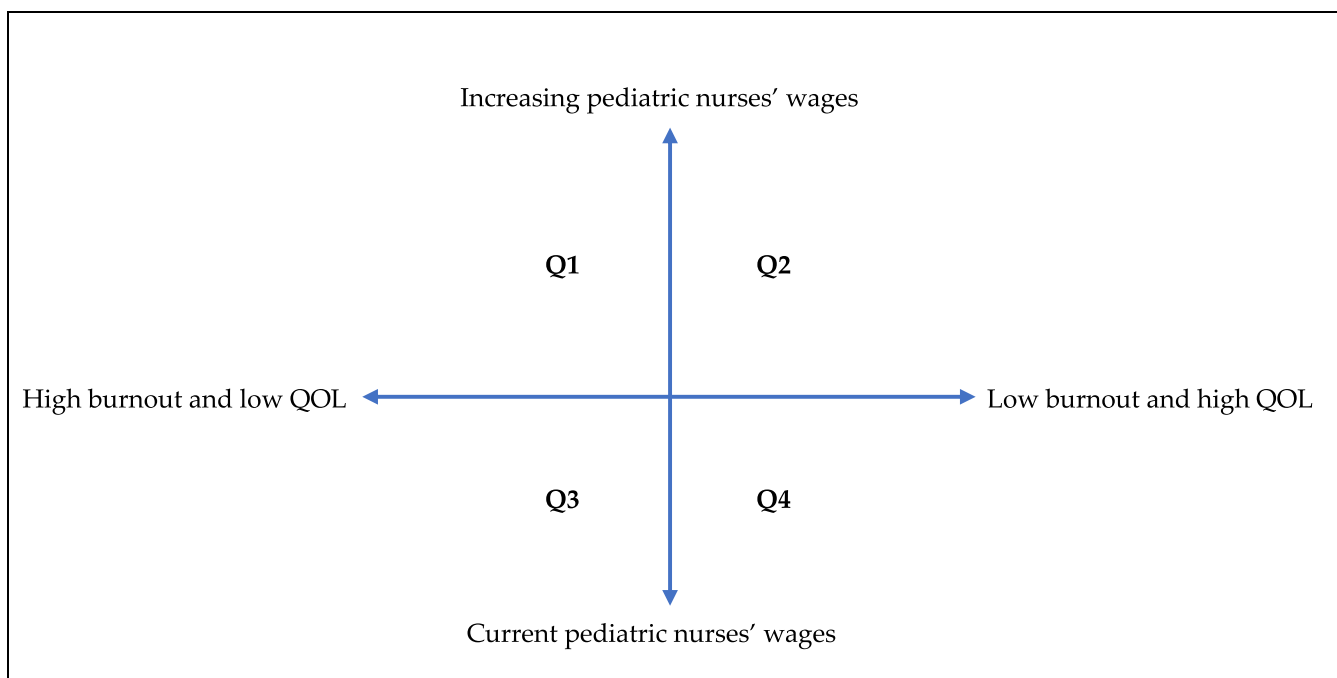 Increasing pediatric nurses’ wages
Q1 Q2
High burnout and low QOL Low burnout and high QOL
Q3 Q4
Current pediatric nurses’ wages